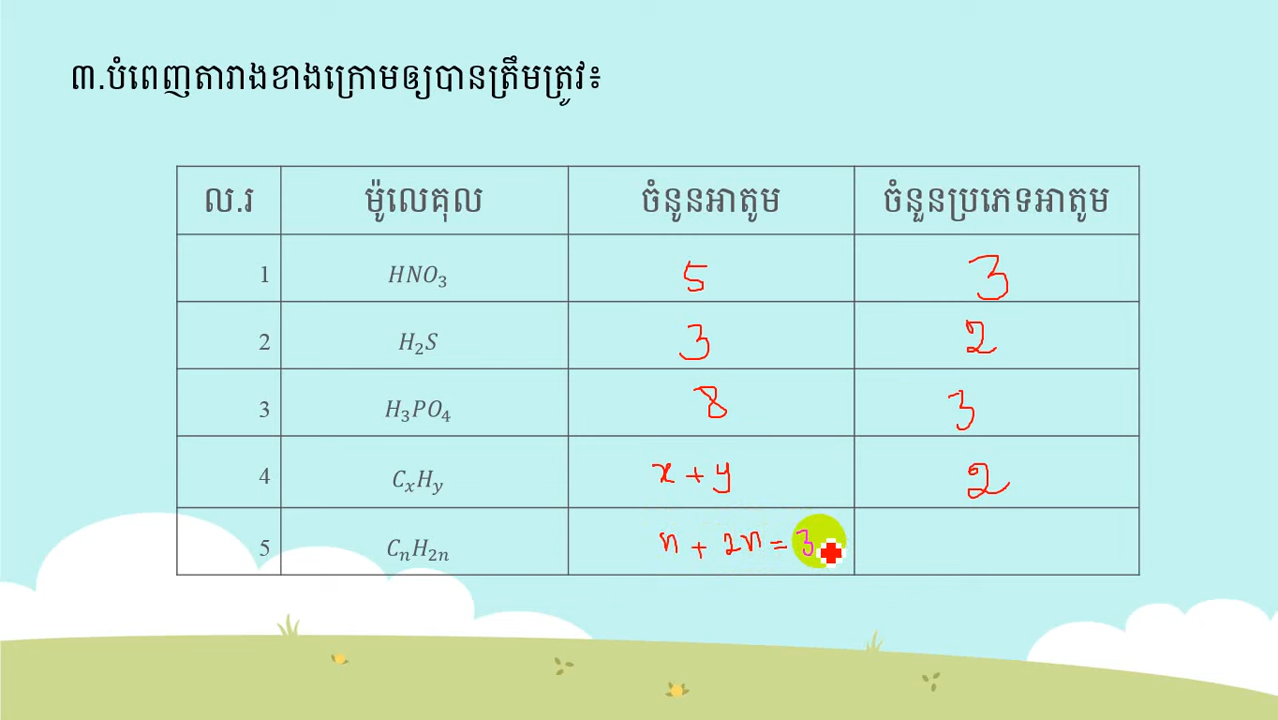 ៣.បំពេញតារាងខាងក្រោមឲ្យបានត្រឹមត្រូវ៖
ល.រ ម៉ូលេគុល ចំនួនអាតូម ចំនួនប្រភេទអាតូម
1 HNO₃ 5 3
2 H₂S 3 2
3 H₃PO₄ 8 3
4 CₓHᵧ x + y 2
5 CₙH₂ₙ n + 2n = 3